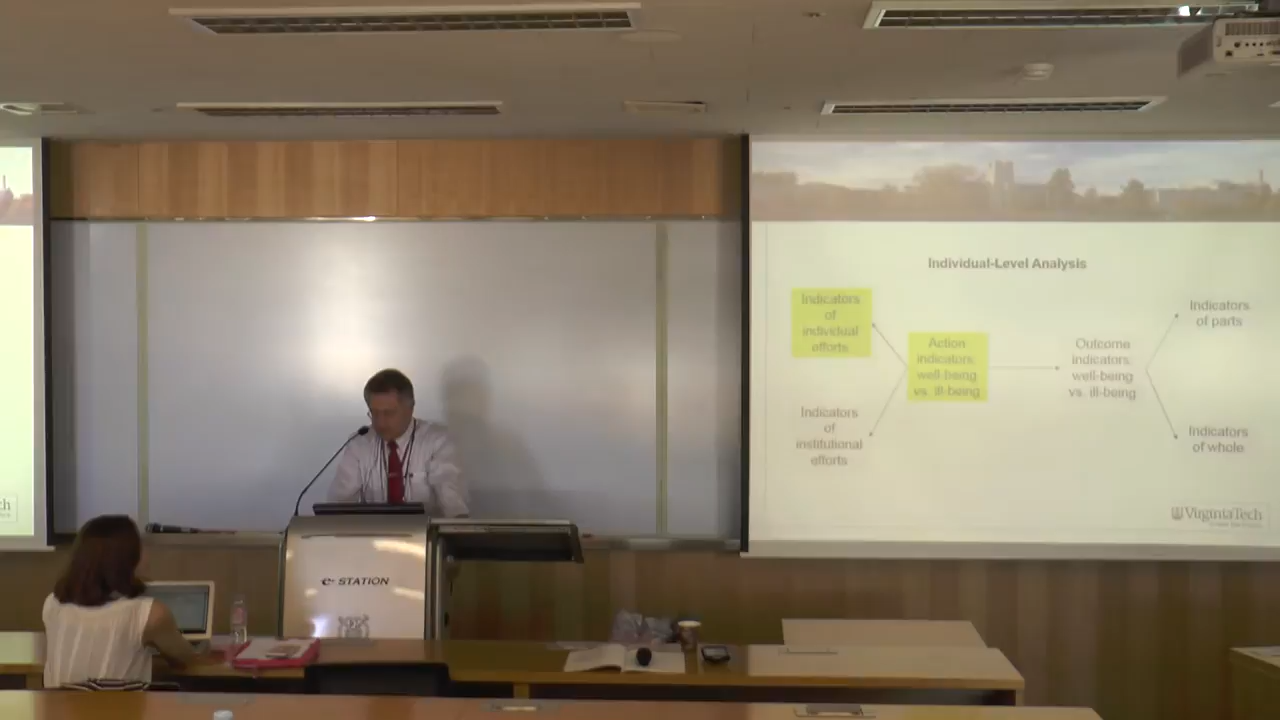 Individual-Level Analysis
Indicators
of
individual
efforts
Action
indicators:
well-being
vs. ill-being
Outcome
indicators:
well-being
vs. ill-being
Indicators
of parts
Indicators
of
institutional
efforts
Indicators
of whole
VirginiaTech
ch
e-STATION